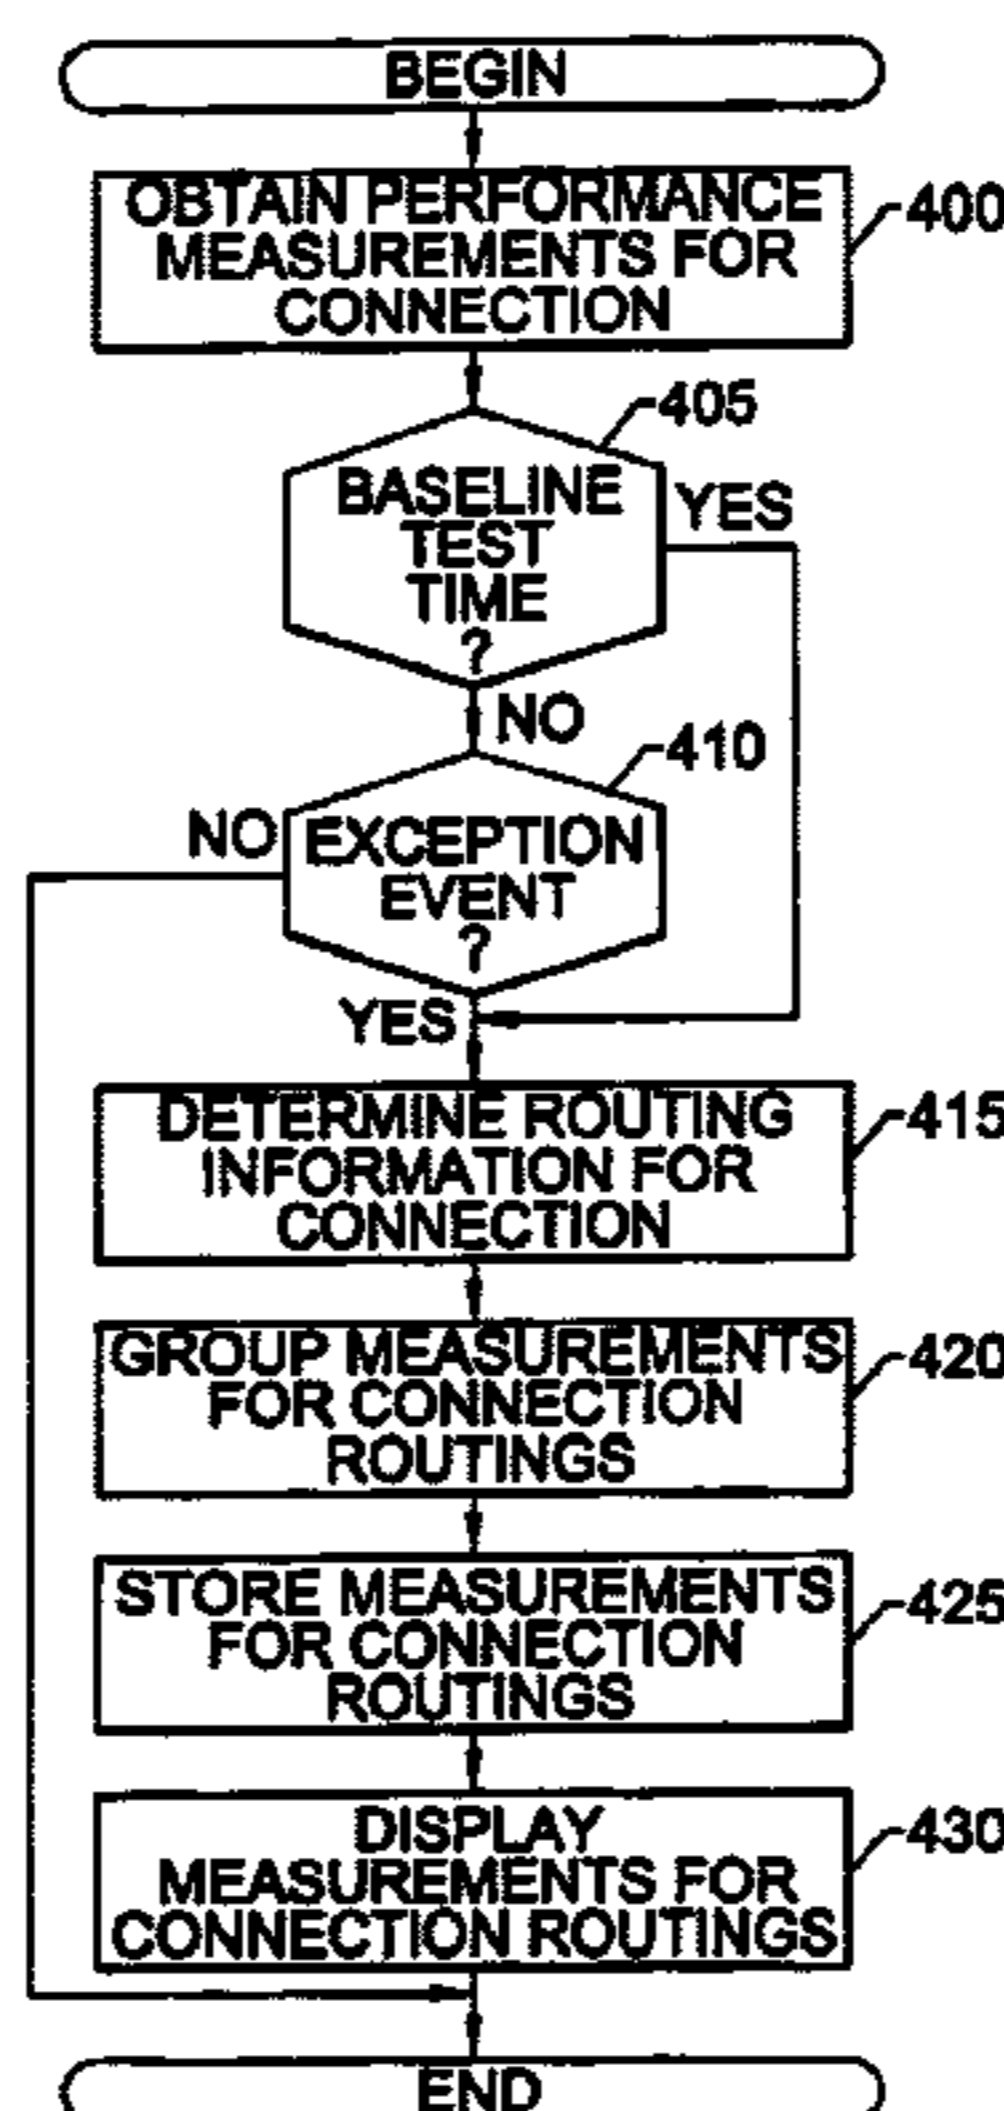 BEGIN
OBTAIN PERFORMANCE
MEASUREMENTS FOR
CONNECTION
400
405
BASELINE
TEST
TIME
?
YES
NO
410
NO
EXCEPTION
EVENT
?
YES
DETERMINE ROUTING
INFORMATION FOR
CONNECTION
415
GROUP MEASUREMENTS
FOR CONNECTION
ROUTINGS
420
STORE MEASUREMENTS
FOR CONNECTION
ROUTINGS
425
DISPLAY
MEASUREMENTS FOR
CONNECTION ROUTINGS
430
END